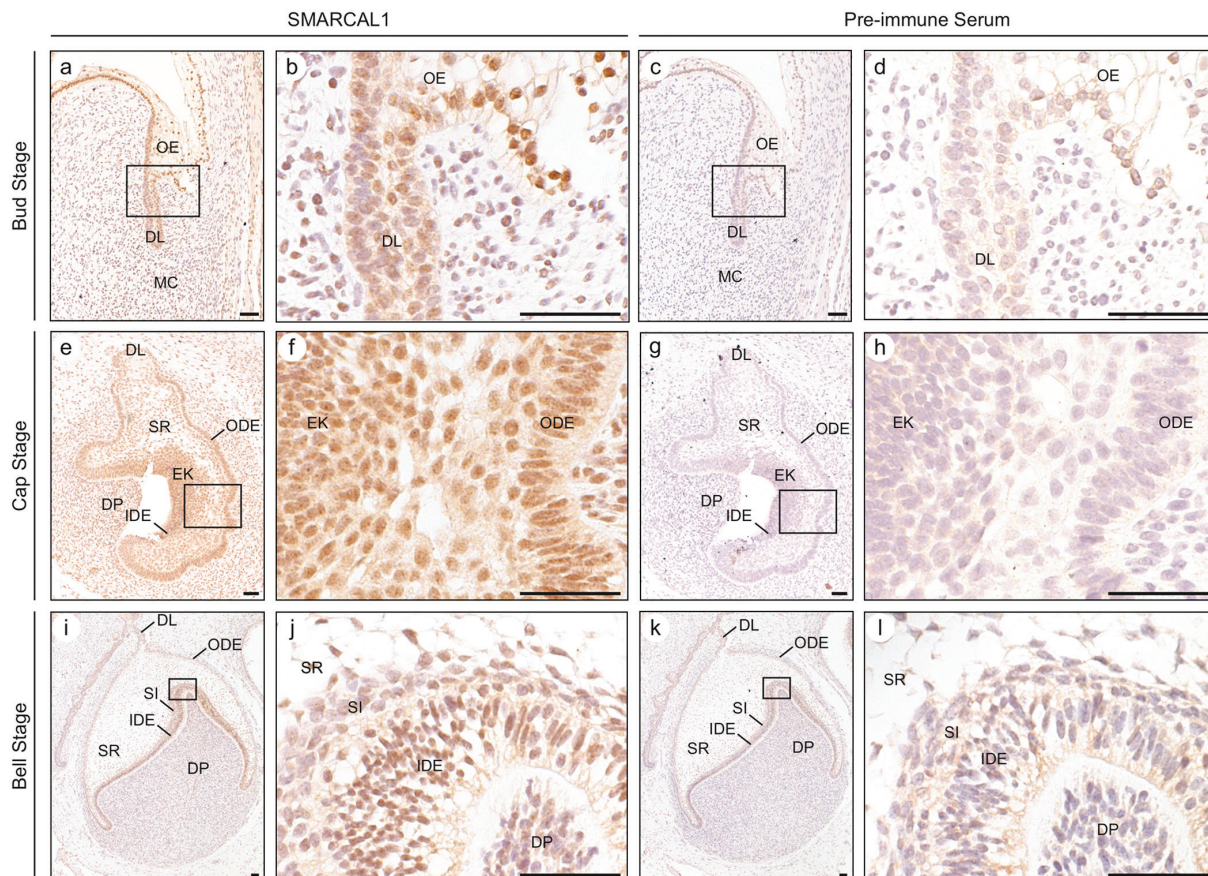 SMARCAL1
Pre-immune Serum
Bud Stage
a
OE
DL
MC
b
OE
DL
c
OE
DL
MC
d
OE
DL
Cap Stage
e
DL
SR
ODE
EK
DP
IDE
f
EK
ODE
g
DL
SR
ODE
EK
DP
IDE
h
EK
ODE
Bell Stage
i
DL
ODE
SI
IDE
SR
DP
j
SR
SI
IDE
DP
k
DL
ODE
SI
IDE
SR
DP
l
SR
SI
IDE
DP